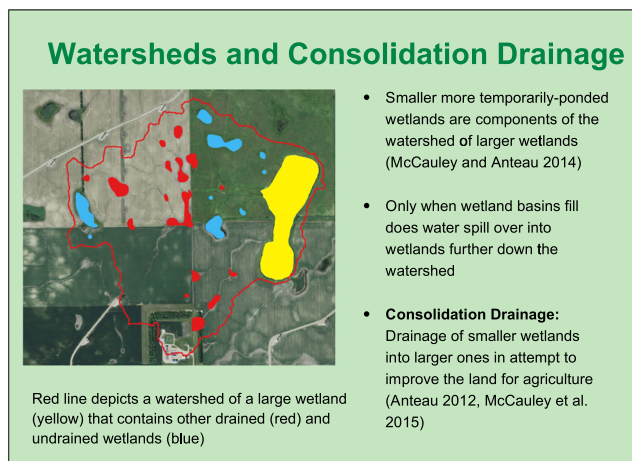 Watersheds and Consolidation Drainage
• Smaller more temporarily-ponded
wetlands are components of the
watershed of larger wetlands
(McCauley and Anteau 2014)
• Only when wetland basins fill
does water spill over into
wetlands further down the
watershed
• Consolidation Drainage:
Drainage of smaller wetlands
into larger ones in attempt to
improve the land for agriculture
(Anteau 2012, McCauley et al.
2015)
Red line depicts a watershed of a large wetland
(yellow) that contains other drained (red) and
undrained wetlands (blue)